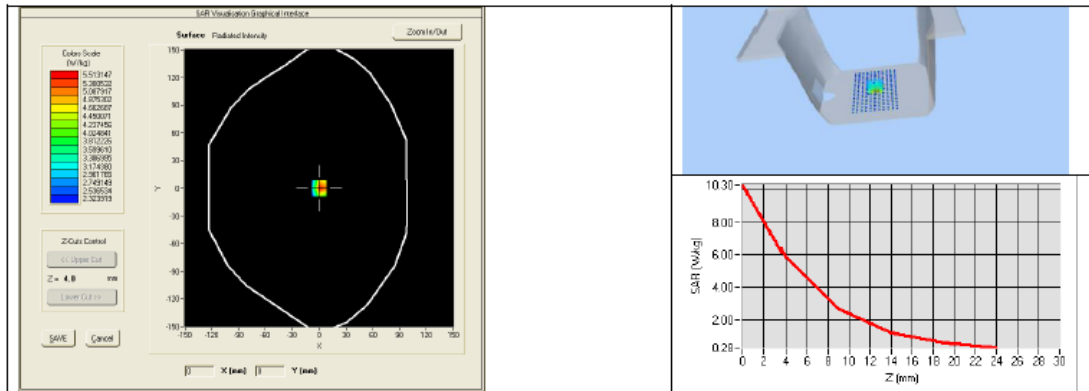 SAR Visualisation Graphical Interface
Surface Radiated Intensity
Zoom In/Out
Colors Scale
(W/kg)
5.513147
5.300532
5.087917
4.875302
4.662687
4.450071
4.237456
4.024841
3.812226
3.599610
3.386995
3.174380
2.961765
2.749149
2.536534
2.323919
150
120
90
60
30
0
-30
-60
-90
-120
-150
Y
-150 -120 -90 -60 -30 0 30 60 90 120 150
X
Z-Cuts Control
<< Upper Cut
Z = 4.0 mm
Lower Cut >>
SAVE Cancel
0 X (mm) 0 Y (mm)
10.30
8.00
6.00
4.00
2.00
0.28
SAR (W/kg)
0 2 4 6 8 10 12 14 16 18 20 22 24 26 28 30
Z (mm)